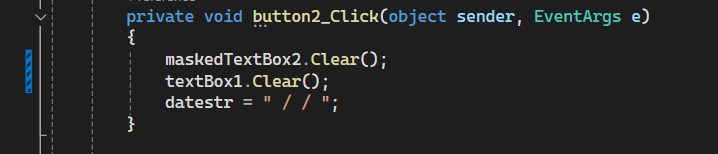 private void button2_Click(object sender, EventArgs e)
{
maskedTextBox2.Clear();
textBox1.Clear();
datestr = " / / ";
}